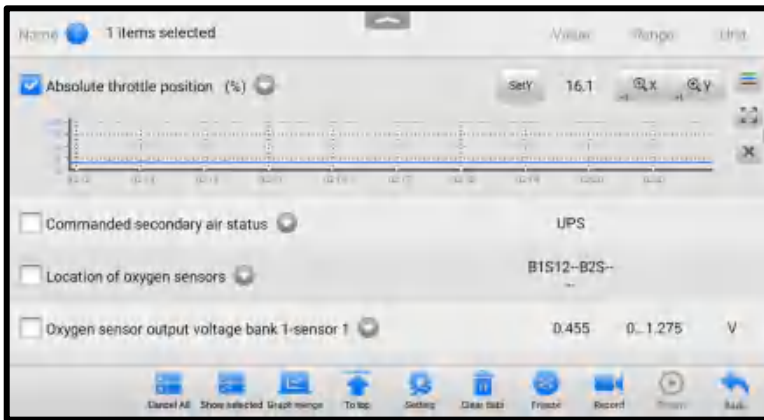 Name 1 items selected Value Range Unit
Absolute throttle position (%) SetY 16.1 X Y
Commanded secondary air status UPS
Location of oxygen sensors B1S12--B2S--
--
Oxygen sensor output voltage bank 1-sensor 1 0.455 0...1.275 V
Cancel All Show selected Graph merge To top Setting Clear data Freeze Record Back